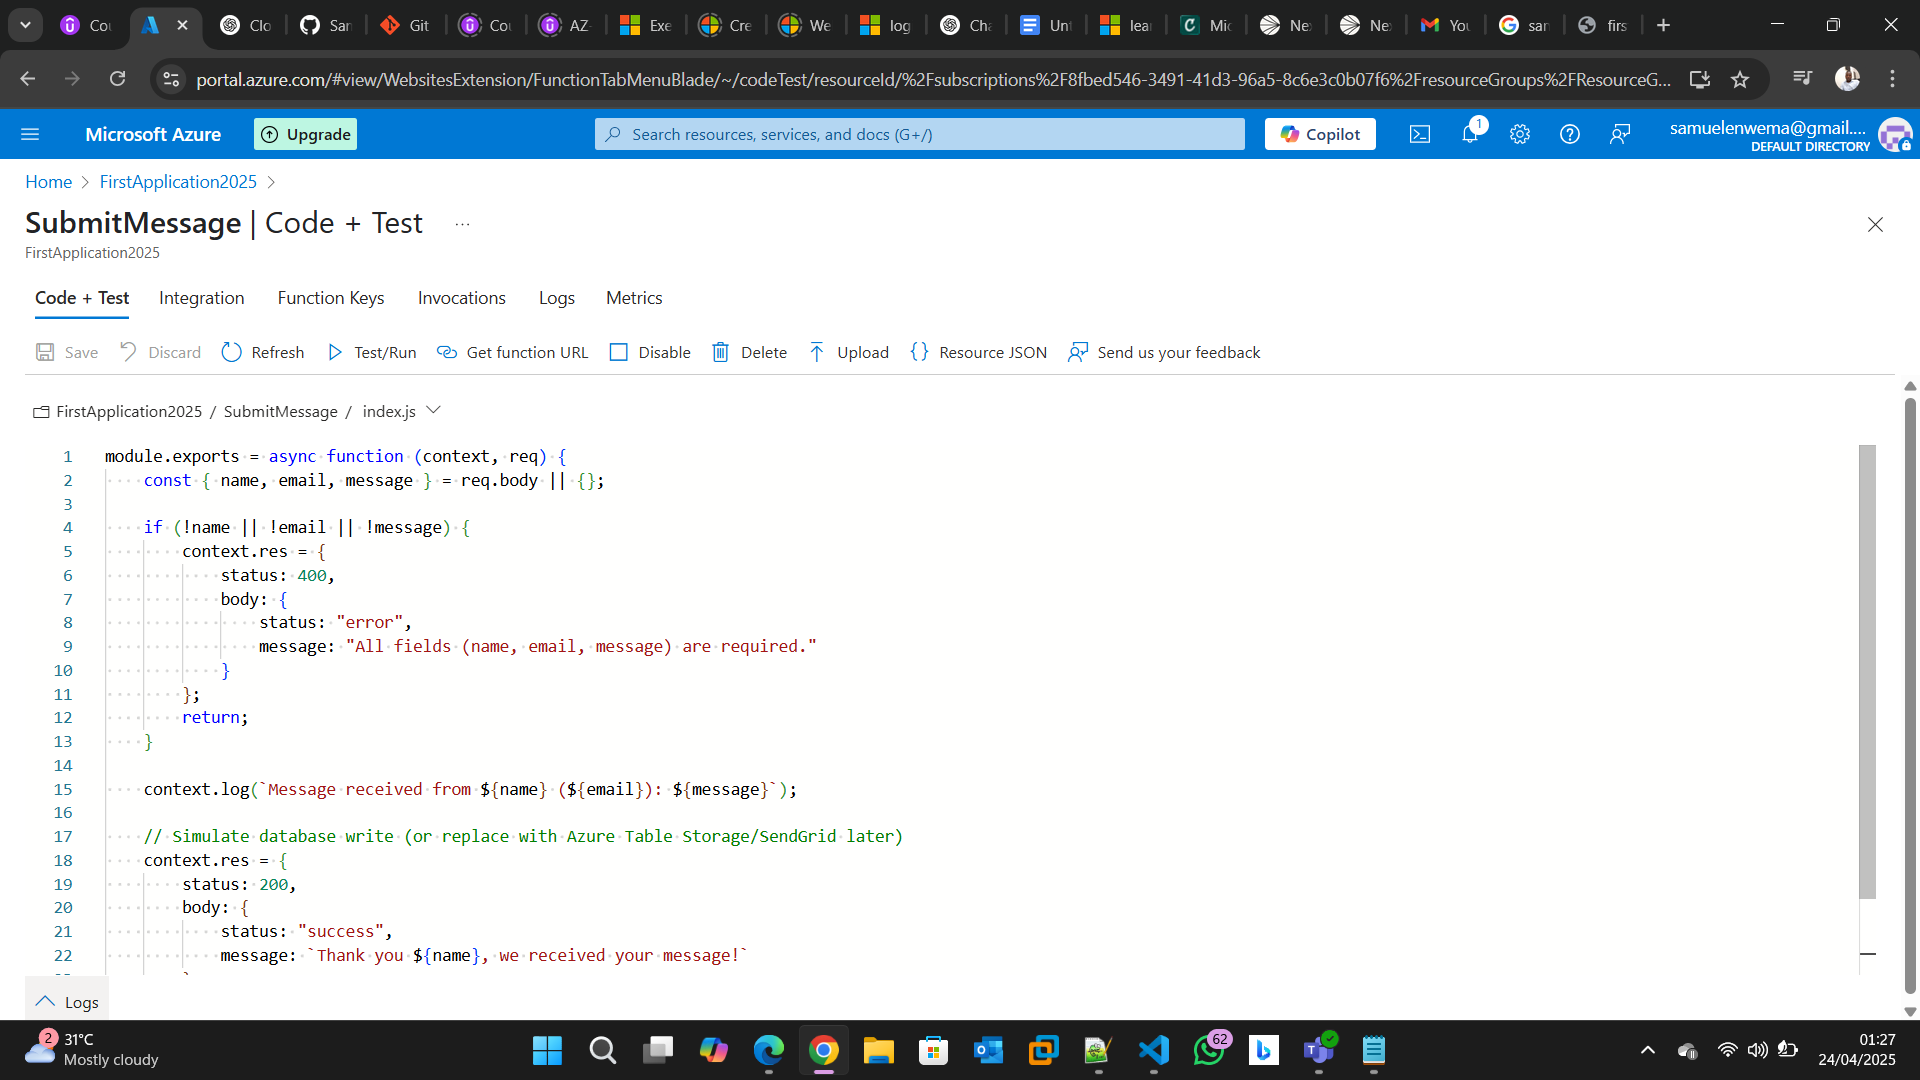 Cou
Clo
San
Git
Cou
AZ-
Exe
Cre
We
log
Cha
Unt
lear
Mic
Ne
Ne
You
san
firs
portal.azure.com/#view/WebsitesExtension/FunctionTabMenuBlade/~/codeTest/resourceId/%2Fsubscriptions%2F8fbed546-3491-41d3-96a5-8c6e3c0b07f6%2FresourceGroups%2FResourceG...
Microsoft Azure
Upgrade
Search resources, services, and docs (G+/)
Copilot
1
samuelenwema@gmail....
DEFAULT DIRECTORY
Home > FirstApplication2025 >
SubmitMessage | Code + Test ...
FirstApplication2025
Code + Test Integration Function Keys Invocations Logs Metrics
Save Discard Refresh Test/Run Get function URL Disable Delete Upload Resource JSON Send us your feedback
FirstApplication2025 / SubmitMessage / index.js
1 module.exports = async function (context, req) {
2 const { name, email, message } = req.body || {};
3
4 if (!name || !email || !message) {
5 context.res = {
6 status: 400,
7 body: {
8 status: "error",
9 message: "All fields (name, email, message) are required."
10 }
11 };
12 return;
13 }
14
15 context.log(`Message received from ${name} (${email}): ${message}`);
16
17 // Simulate database write (or replace with Azure Table Storage/SendGrid later)
18 context.res = {
19 status: 200,
20 body: {
21 status: "success",
22 message: `Thank you ${name}, we received your message!`
Logs
2
31°C
Mostly cloudy
62
01:27
24/04/2025